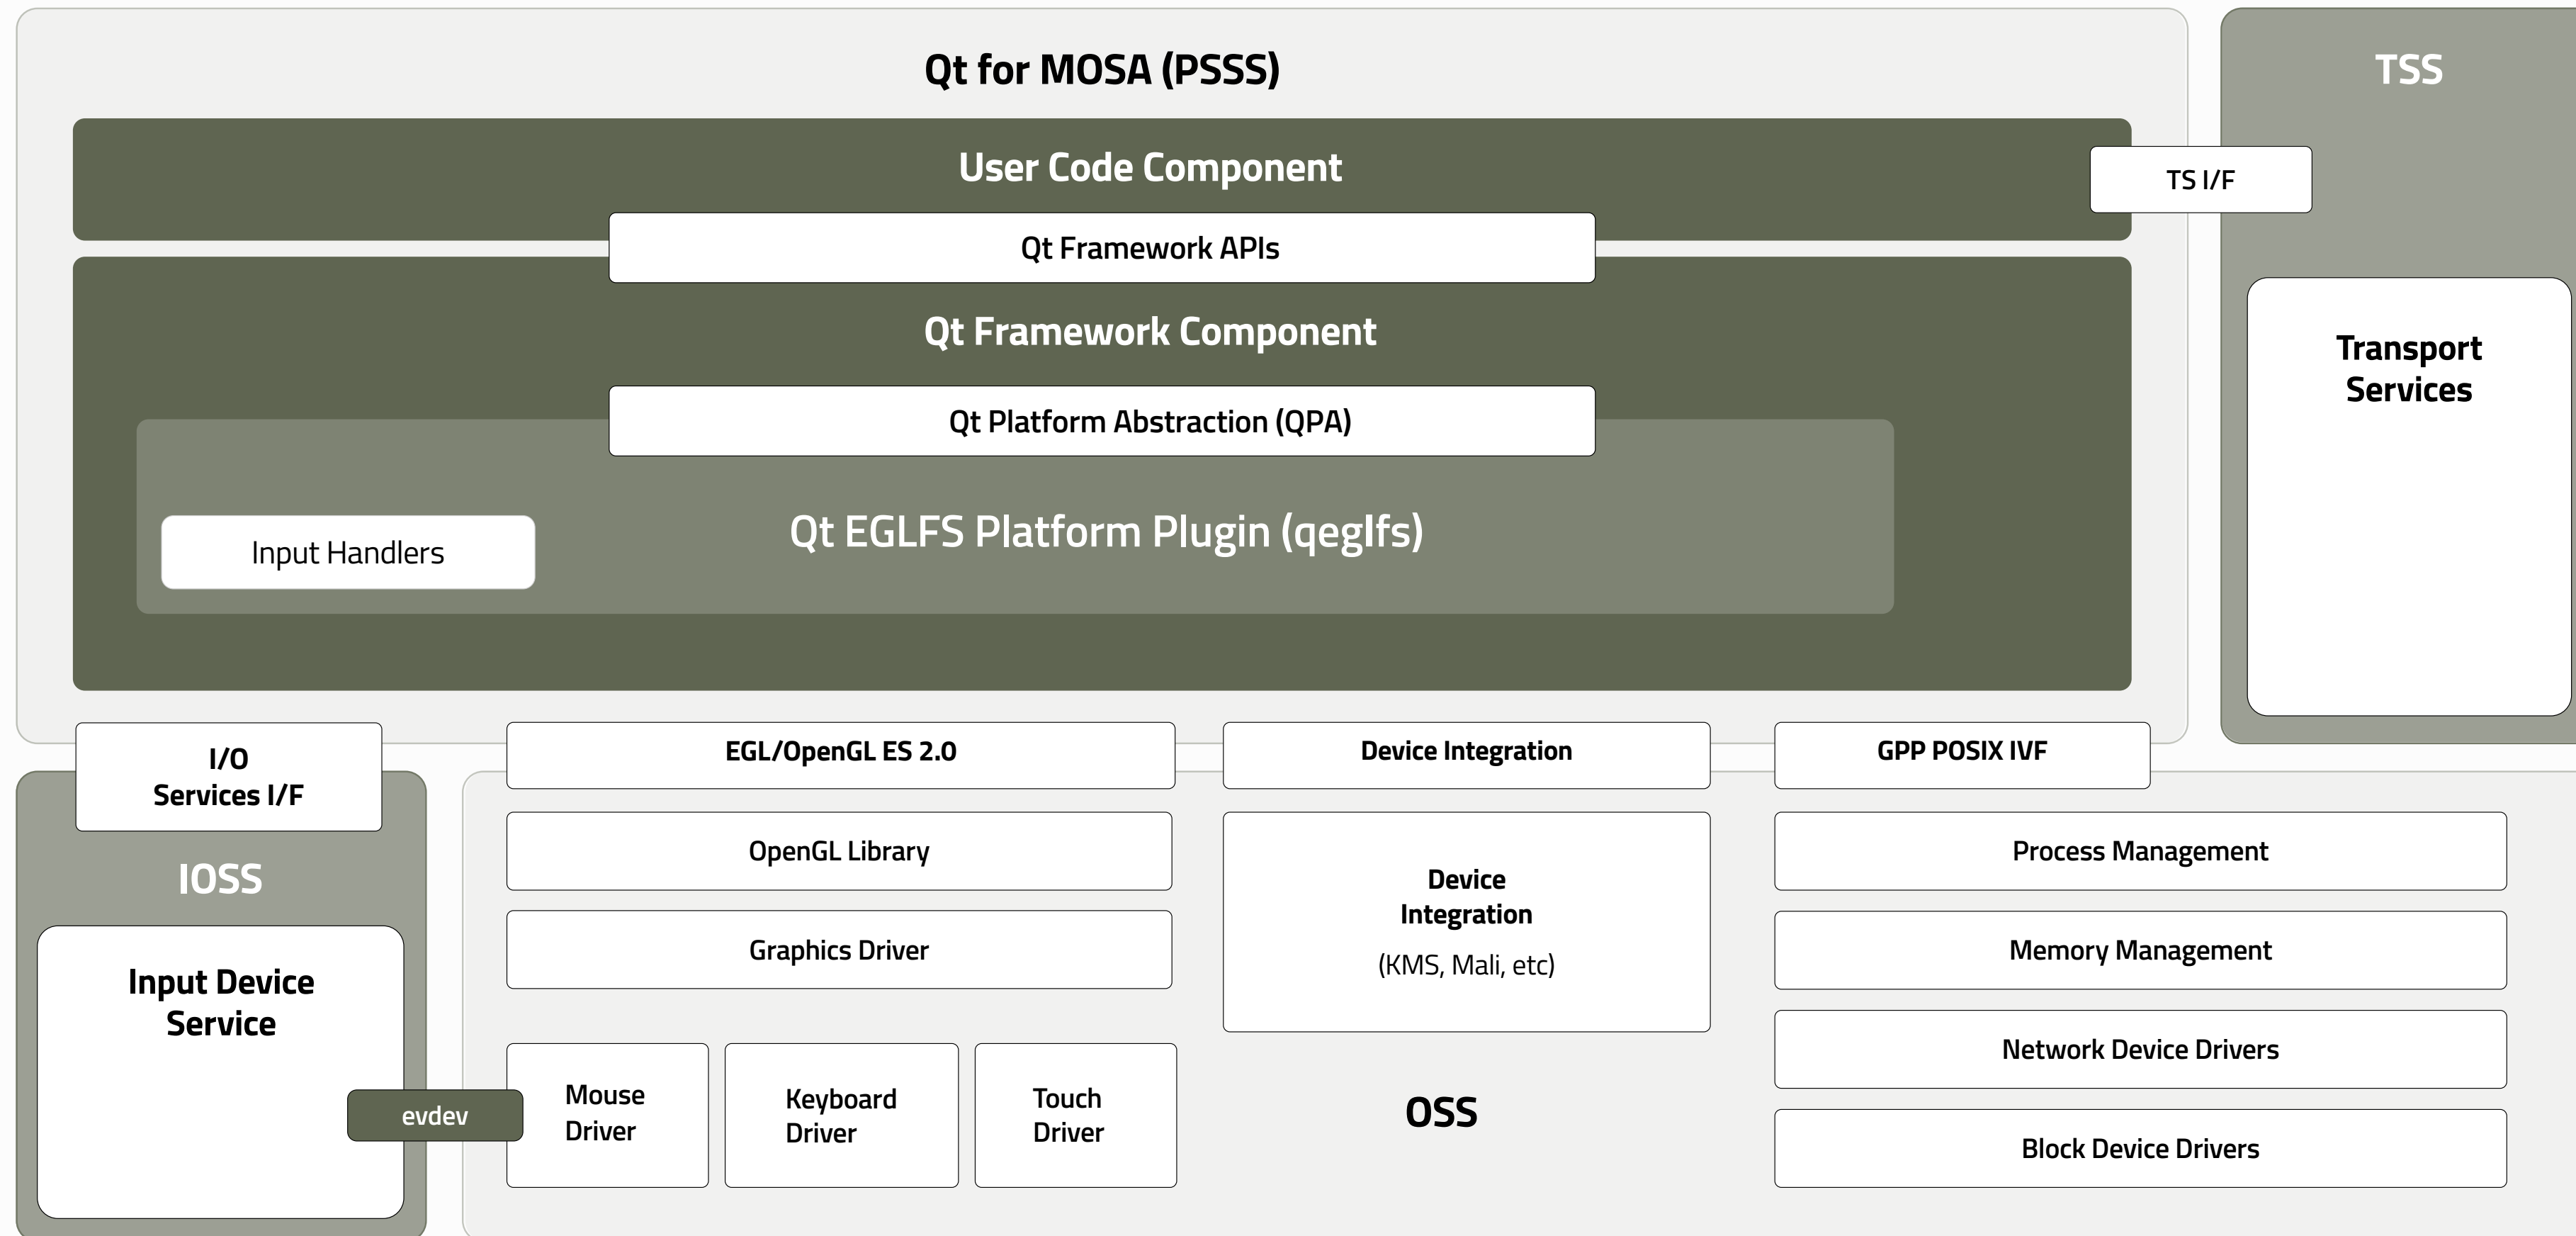 Qt for MOSA (PSSS)
TSS
User Code Component
TS I/F
Qt Framework APIs
Qt Framework Component
Transport
Services
Qt Platform Abstraction (QPA)
Qt EGLFS Platform Plugin (qeglfs)
Input Handlers
I/O
Services I/F
EGL/OpenGL ES 2.0
Device Integration
GPP POSIX IVF
IOSS
OpenGL Library
Graphics Driver
Device
Integration
(KMS, Mali, etc)
Process Management
Memory Management
Network Device Drivers
Block Device Drivers
Input Device
Service
evdev
Mouse
Driver
Keyboard
Driver
Touch
Driver
OSS